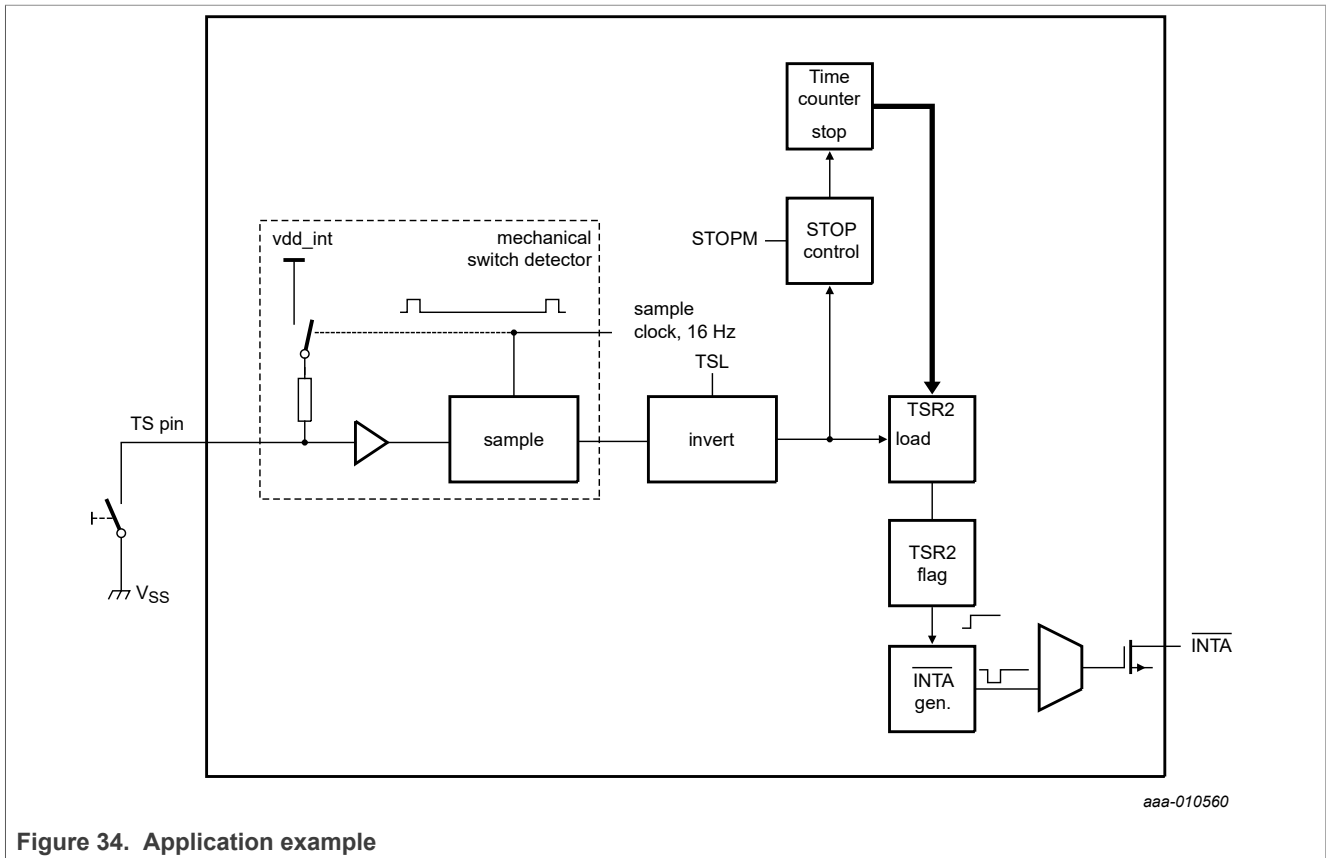 Time
counter
stop
vdd_int
mechanical
switch detector
STOPM
STOP
control
sample
clock, 16 Hz
TSL
TS pin
sample
invert
TSR2
load
TSR2
flag
VSS
INTA
INTA
gen.
aaa-010560
Figure 34. Application example